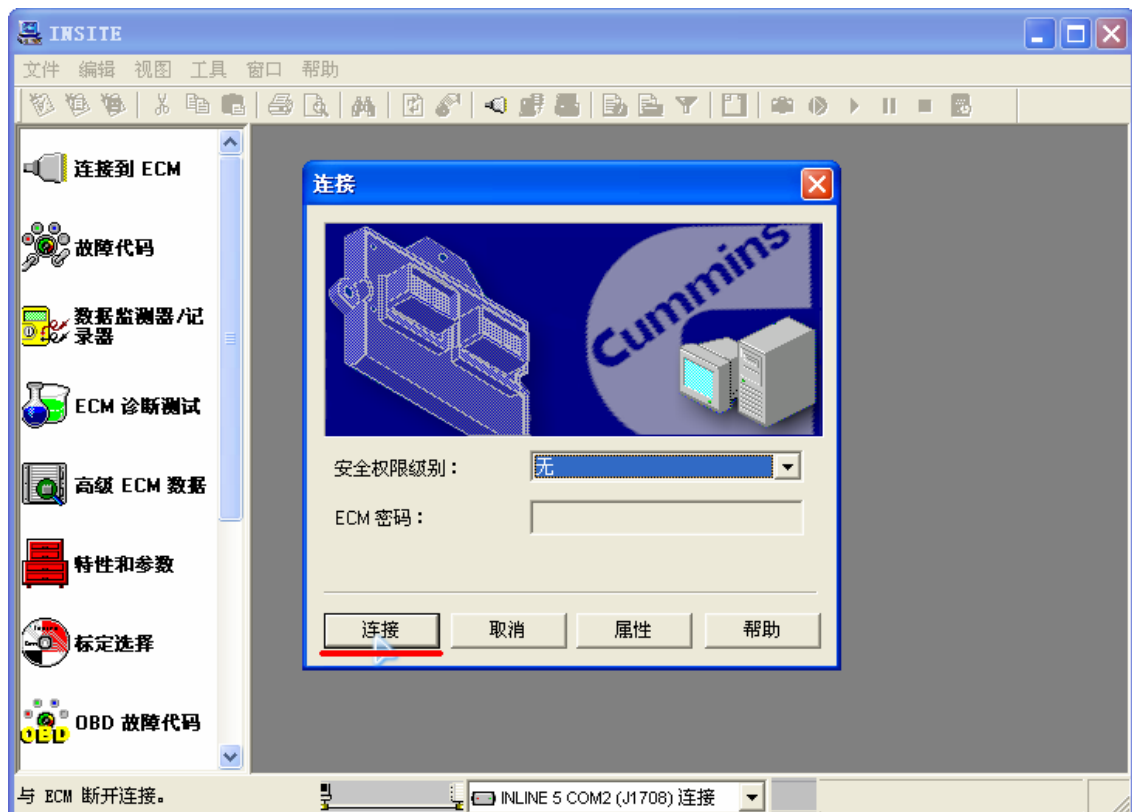 INSITE
文件 编辑 视图 工具 窗口 帮助
连接到 ECM
故障代码
数据监测器/记
录器
ECM 诊断测试
高级 ECM 数据
特性和参数
标定选择
OBD
OBD 故障代码
连接
Cummins
安全权限级别：
无
ECM 密码：
连接 取消 属性 帮助
与 ECM 断开连接。
INLINE 5 COM2 (J1708) 连接